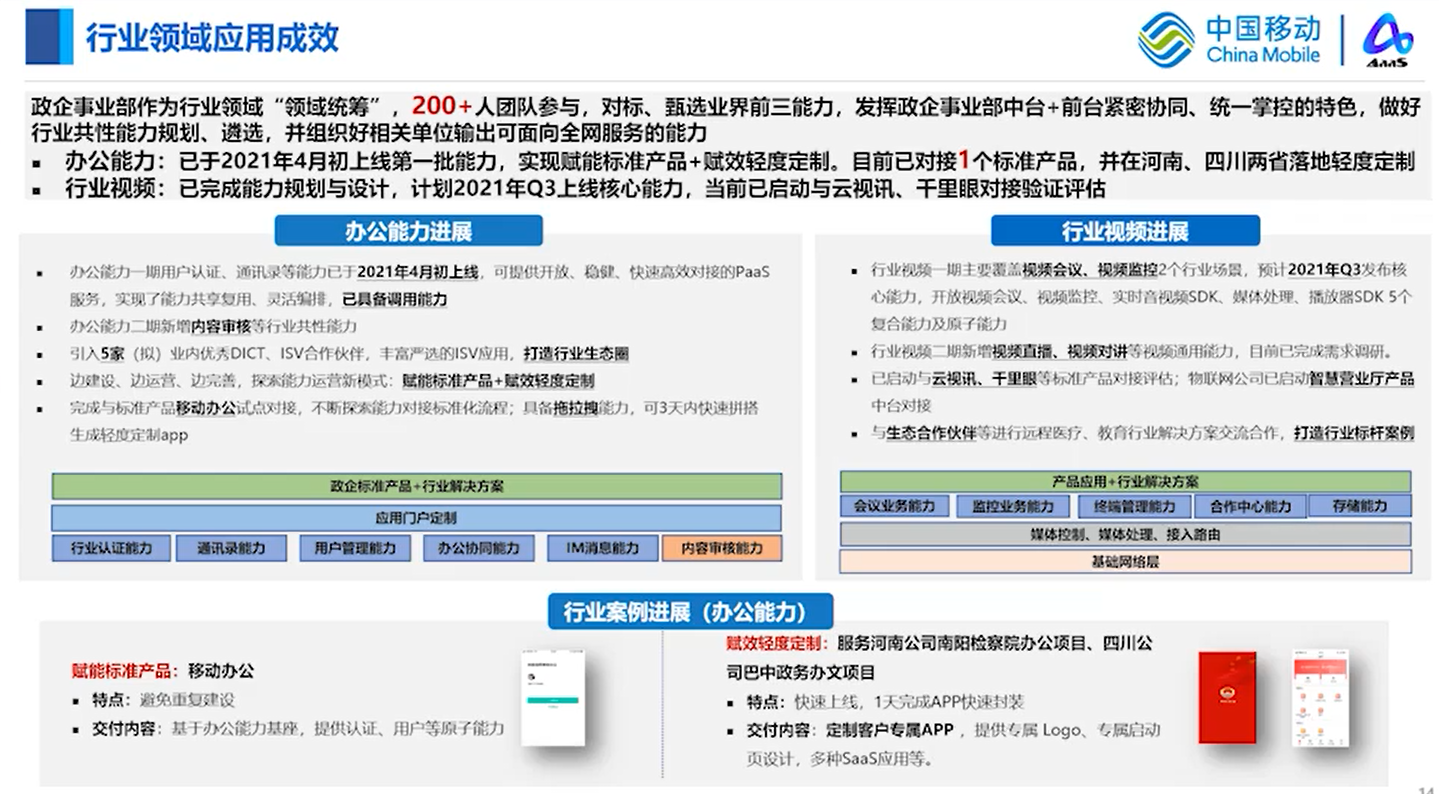 行业领域应用成效
中国移动
China Mobile
AaaS
政企事业部作为行业领域“领域统筹”，200+人团队参与，对标、甄选业界前三能力，发挥政企事业部中台+前台紧密协同、统一掌控的特色，做好
行业共性能力规划、遴选，并组织好相关单位输出可面向全网服务的能力
▪ 办公能力：已于2021年4月初上线第一批能力，实现赋能标准产品+赋效轻度定制。目前已对接1个标准产品，并在河南、四川两省落地轻度定制
▪ 行业视频：已完成能力规划与设计，计划2021年Q3上线核心能力，当前已启动与云视讯、千里眼对接验证评估
办公能力进展
▪ 办公能力一期用户认证、通讯录等能力已于2021年4月初上线，可提供开放、稳健、快速高效对接的PaaS
服务，实现了能力共享复用、灵活编排，已具备调用能力
▪ 办公能力二期新增内容审核等行业共性能力
▪ 引入5家（拟）业内优秀DICT、ISV合作伙伴，丰富严选的ISV应用，打造行业生态圈
▪ 边建设、边运营、边完善，探索能力运营新模式：赋能标准产品+赋效轻度定制
▪ 完成与标准产品移动办公试点对接，不断探索能力对接标准化流程；具备拖拉拽能力，可3天内快速拼搭
生成轻度定制app
政企标准产品+行业解决方案
应用门户定制
行业认证能力 通讯录能力 用户管理能力 办公协同能力 IM消息能力 内容审核能力
行业视频进展
▪ 行业视频一期主要覆盖视频会议、视频监控2个行业场景，预计2021年Q3发布核
心能力，开放视频会议、视频监控、实时音视频SDK、媒体处理、播放器SDK 5个
复合能力及原子能力
▪ 行业视频二期新增视频直播、视频对讲等视频通用能力，目前已完成需求调研。
▪ 已启动与云视讯、千里眼等标准产品对接评估；物联网公司已启动智慧营业厅产品
中台对接
▪ 与生态合作伙伴等进行远程医疗、教育行业解决方案交流合作，打造行业标杆案例
产品应用+行业解决方案
会议业务能力 监控业务能力 终端管理能力 合作中心能力 存储能力
媒体控制、媒体处理、接入路由
基础网络层
行业案例进展（办公能力）
赋能标准产品：移动办公
▪ 特点：避免重复建设
▪ 交付内容：基于办公能力基座，提供认证、用户等原子能力
赋效轻度定制：服务河南公司南阳检察院办公项目、四川公
司巴中政务办文项目
▪ 特点：快速上线，1天完成APP快速封装
▪ 交付内容：定制客户专属APP ，提供专属 Logo、专属启动
页设计，多种SaaS应用等。
14